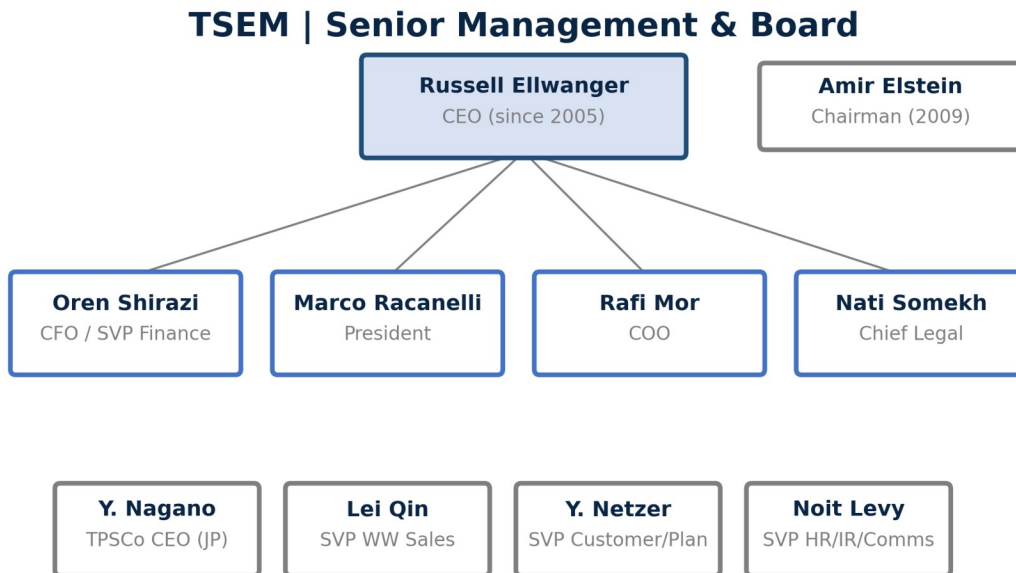 TSEM | Senior Management & Board
Russell Ellwanger
CEO (since 2005)
Amir Elstein
Chairman (2009)
Oren Shirazi
CFO / SVP Finance
Marco Racanelli
President
Rafi Mor
COO
Nati Somekh
Chief Legal
Y. Nagano
TPSCo CEO (JP)
Lei Qin
SVP WW Sales
Y. Netzer
SVP Customer/Plan
Noit Levy
SVP HR/IR/Comms